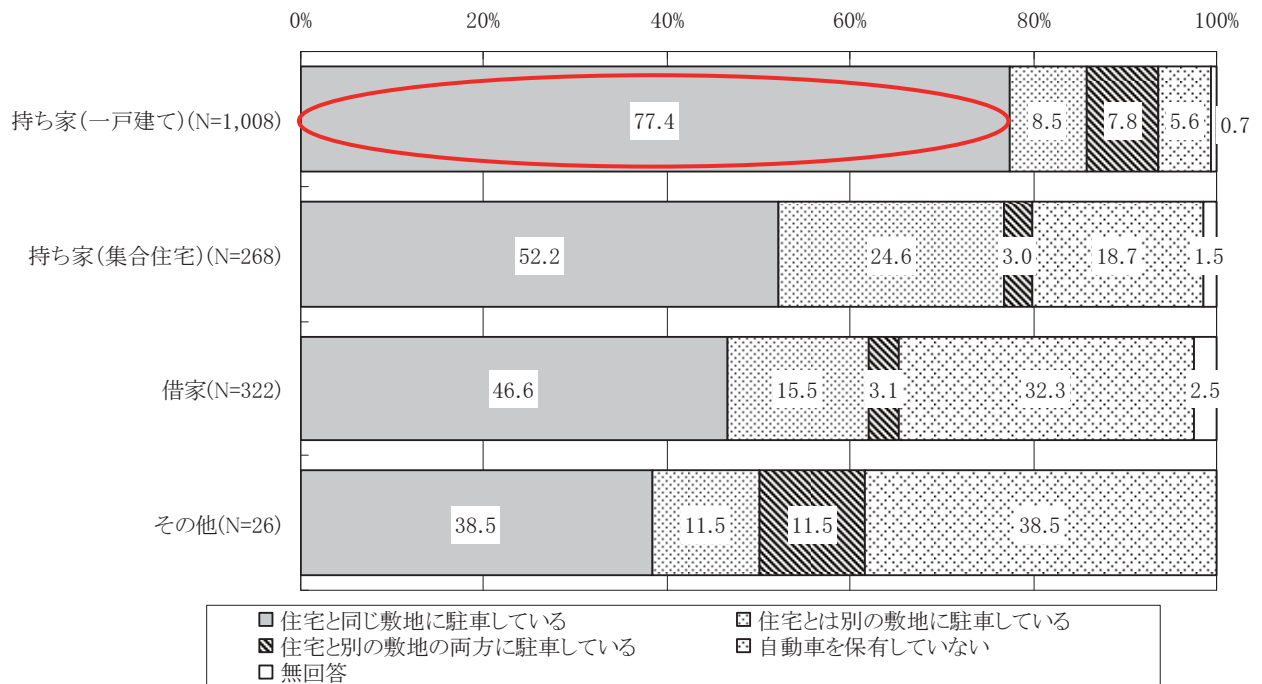 0% 20% 40% 60% 80% 100%
持ち家(一戸建て)(N=1,008) 77.4 8.5 7.8 5.6 0.7
持ち家(集合住宅)(N=268) 52.2 24.6 3.0 18.7 1.5
借家(N=322) 46.6 15.5 3.1 32.3 2.5
その他(N=26) 38.5 11.5 11.5 38.5
住宅と同じ敷地に駐車している 住宅とは別の敷地に駐車している
住宅と別の敷地の両方に駐車している 自動車を保有していない
無回答